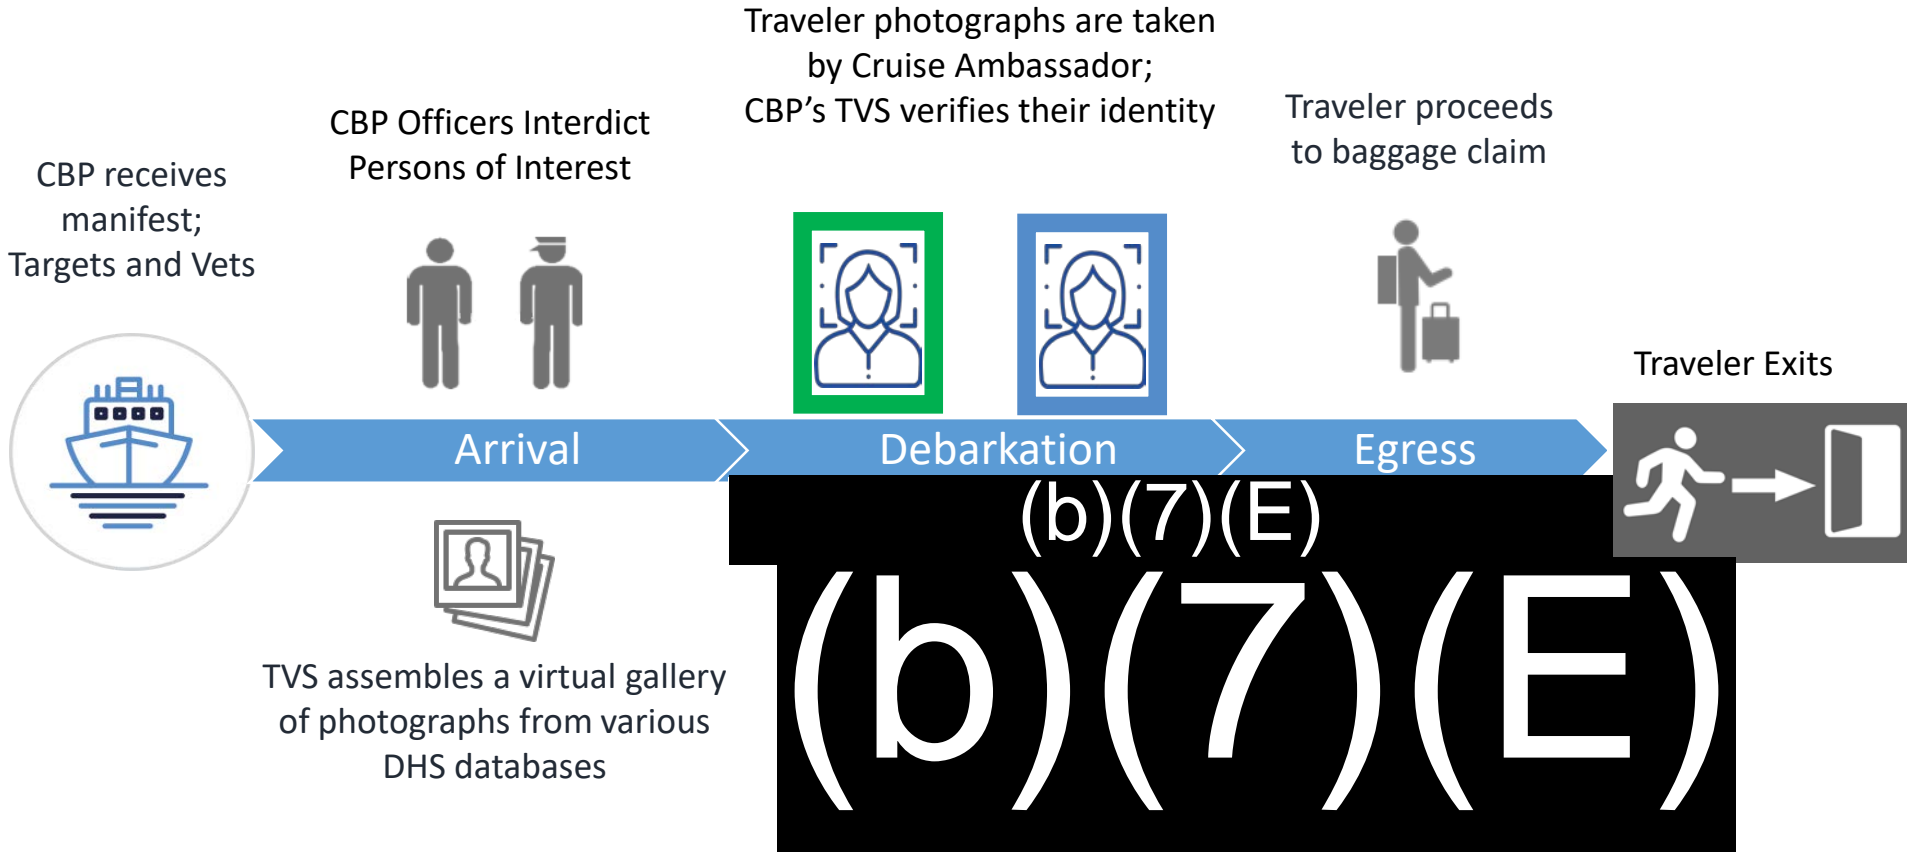 CBP receives
manifest;
Targets and Vets
CBP Officers Interdict
Persons of Interest
Traveler photographs are taken
by Cruise Ambassador;
CBP’s TVS verifies their identity
Traveler proceeds
to baggage claim
Traveler Exits
Arrival
Debarkation
Egress
TVS assembles a virtual gallery
of photographs from various
DHS databases
(b)(7)(E)
(b)(7)(E)